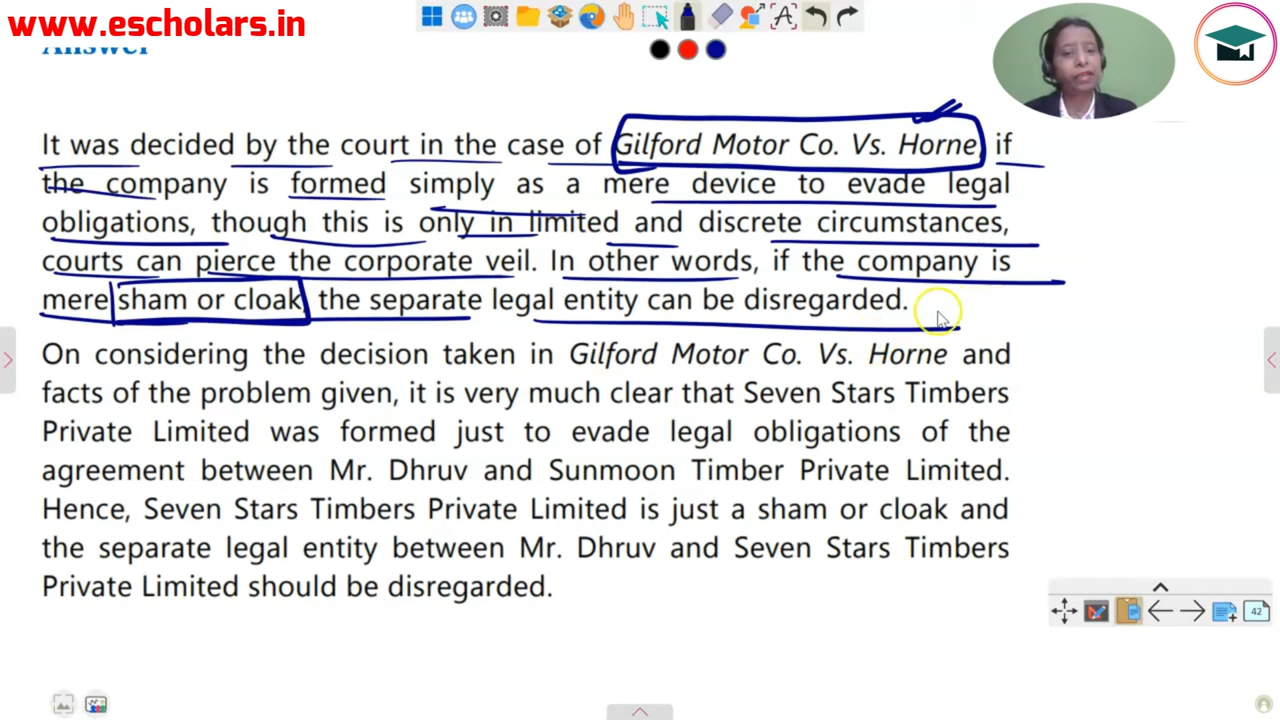 www.escholars.in
Answer
It was decided by the court in the case of Gilford Motor Co. Vs. Horne, if
the company is formed simply as a mere device to evade legal
obligations, though this is only in limited and discrete circumstances,
courts can pierce the corporate veil. In other words, if the company is
mere sham or cloak, the separate legal entity can be disregarded.
On considering the decision taken in Gilford Motor Co. Vs. Horne and
facts of the problem given, it is very much clear that Seven Stars Timbers
Private Limited was formed just to evade legal obligations of the
agreement between Mr. Dhruv and Sunmoon Timber Private Limited.
Hence, Seven Stars Timbers Private Limited is just a sham or cloak and
the separate legal entity between Mr. Dhruv and Seven Stars Timbers
Private Limited should be disregarded.
42